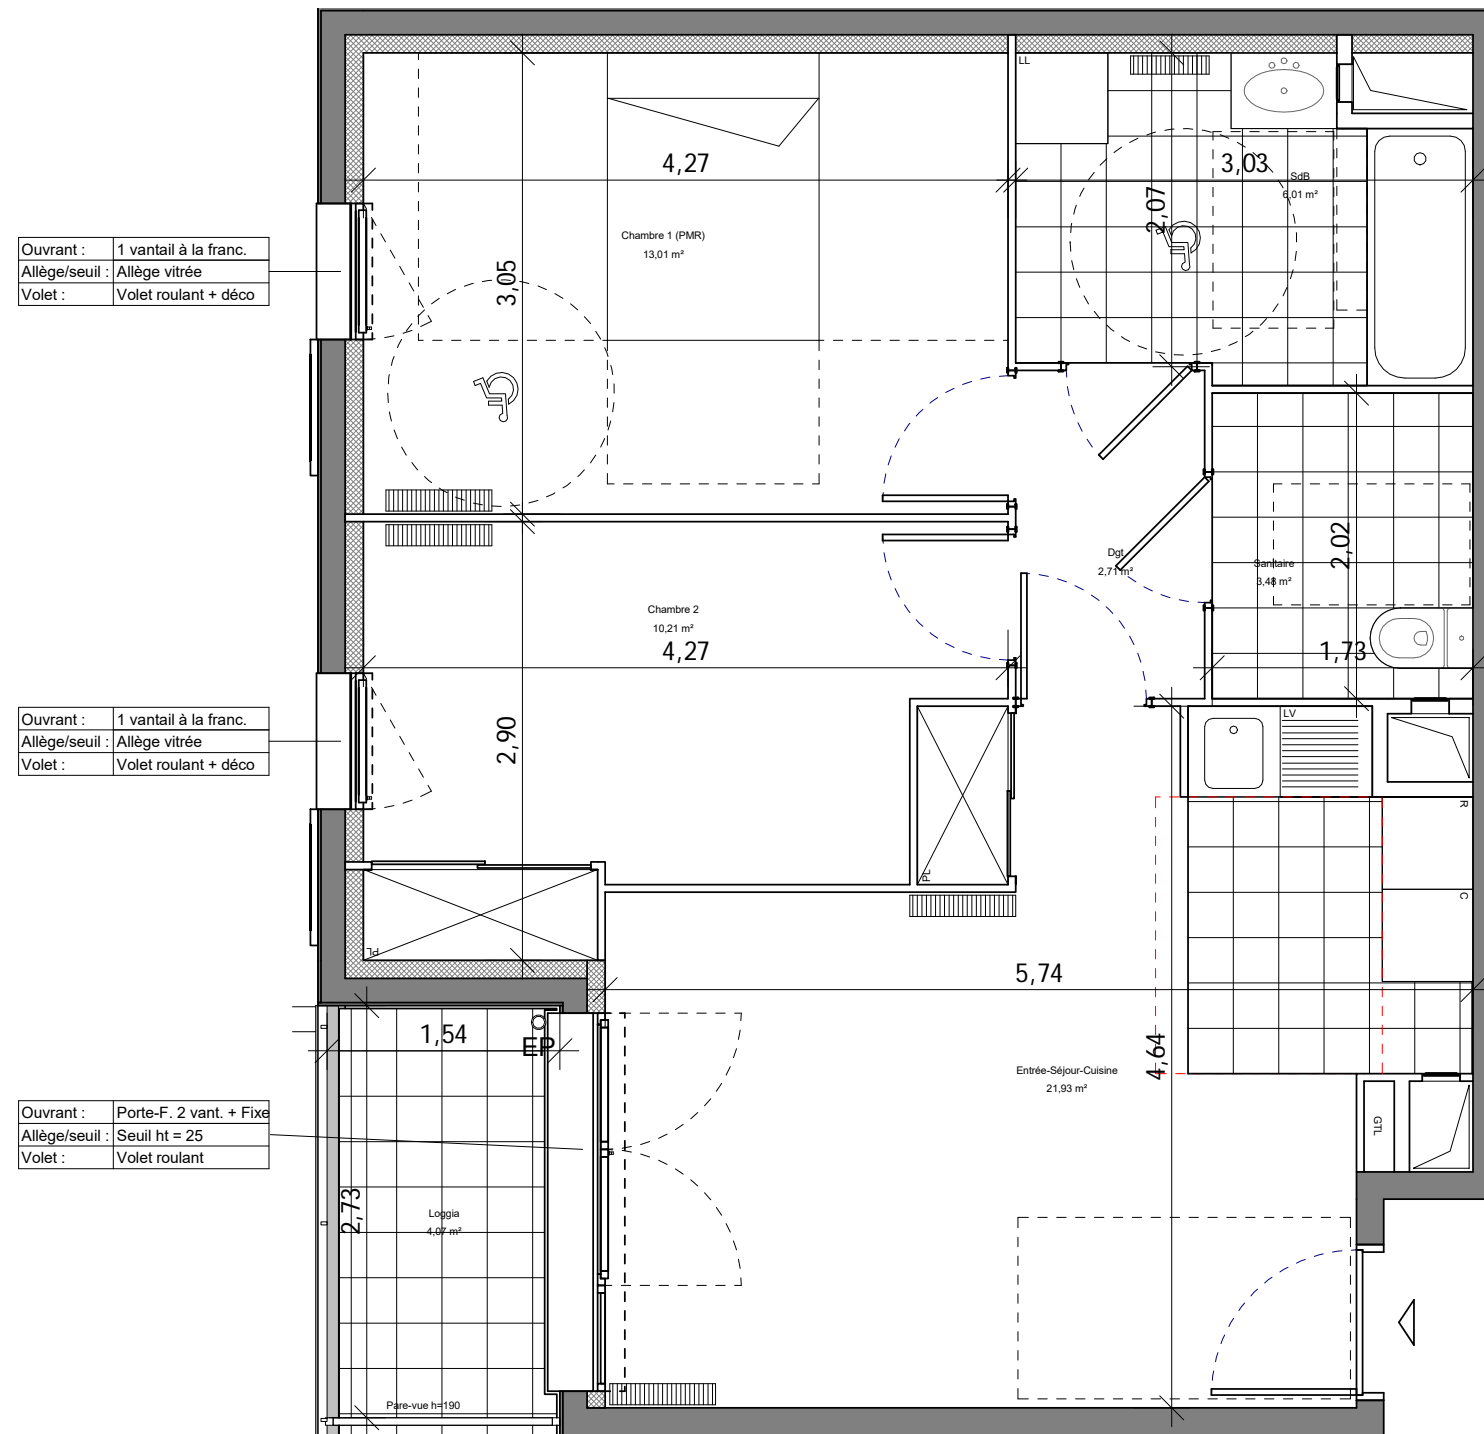 LL
4,27
3,03
SdB
6,01 m²
2,07
Chambre 1 (PMR)
13,01 m²
Ouvrant : 1 vantail à la franc.
Allège/seuil : Allège vitrée
Volet : Volet roulant + déco
3,05
Dgt
2,71 m²
2,02
Sanitaire
3,48 m²
Chambre 2
10,21 m²
4,27
1,73
Ouvrant : 1 vantail à la franc.
Allège/seuil : Allège vitrée
Volet : Volet roulant + déco
2,90
LV
R
PL
C
PL
5,74
1,54
EP
4,64
Entrée-Séjour-Cuisine
21,93 m²
Ouvrant : Porte-F. 2 vant. + Fixe
Allège/seuil : Seuil ht = 25
Volet : Volet roulant
GTL
2,73
Loggia
4,07 m²
Pare-vue h=190